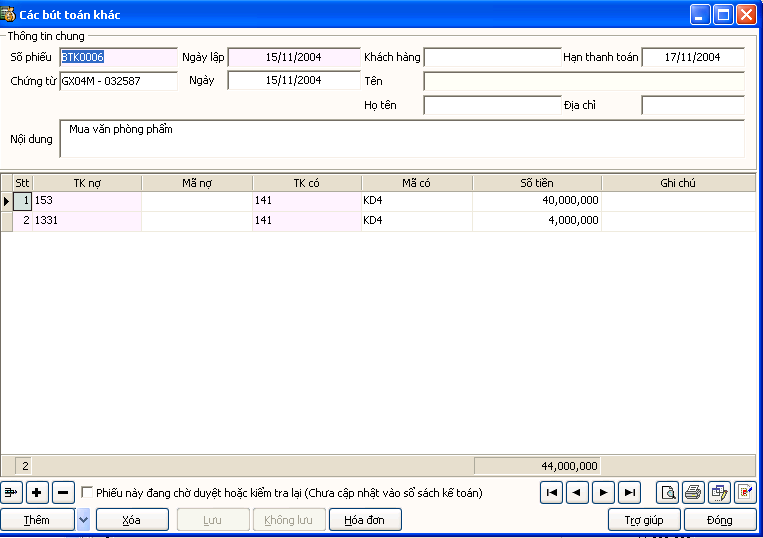 Các bút toán khác
Thông tin chung
Số phiếu BTK0006 Ngày lập 15/11/2004 Khách hàng Hạn thanh toán 17/11/2004
Chứng từ GX04M - 032587 Ngày 15/11/2004 Tên
Họ tên Địa chỉ
Nội dung Mua văn phòng phẩm
Stt TK nợ Mã nợ TK có Mã có Số tiền Ghi chú
1 153 141 KD4 40,000,000
2 1331 141 KD4 4,000,000
2 44,000,000
Phiếu này đang chờ duyệt hoặc kiểm tra lại (Chưa cập nhật vào sổ sách kế toán)
Thêm Xóa Lưu Không lưu Hóa đơn Trợ giúp Đóng